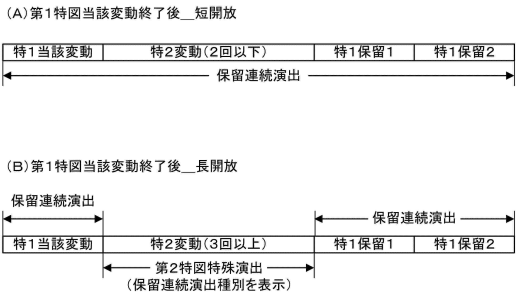 (A)第1特図当該変動終了後__短開放
特1当該変動 特2変動(2回以下) 特1保留1 特1保留2
保留連続演出
(B)第1特図当該変動終了後__長開放
保留連続演出 保留連続演出
特1当該変動 特2変動(3回以上) 特1保留1 特1保留2
第2特図特殊演出
(保留連続演出種別を表示)